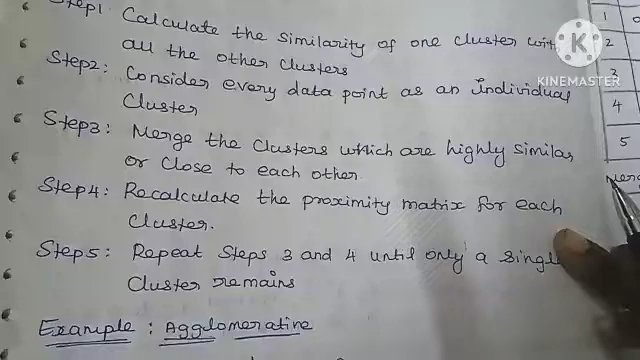 Step1: Calculate the similarity of one cluster with
all the other clusters
Step2: Consider every data point as an Individual
Cluster
Step3: Merge the clusters which are highly similar
or close to each other.
Step4: Recalculate the proximity matrix for each
Cluster.
Step5: Repeat Steps 3 and 4 until only a single
Cluster remains
Example : Agglomerative
1
2
3
4
5
K
KINEMASTER